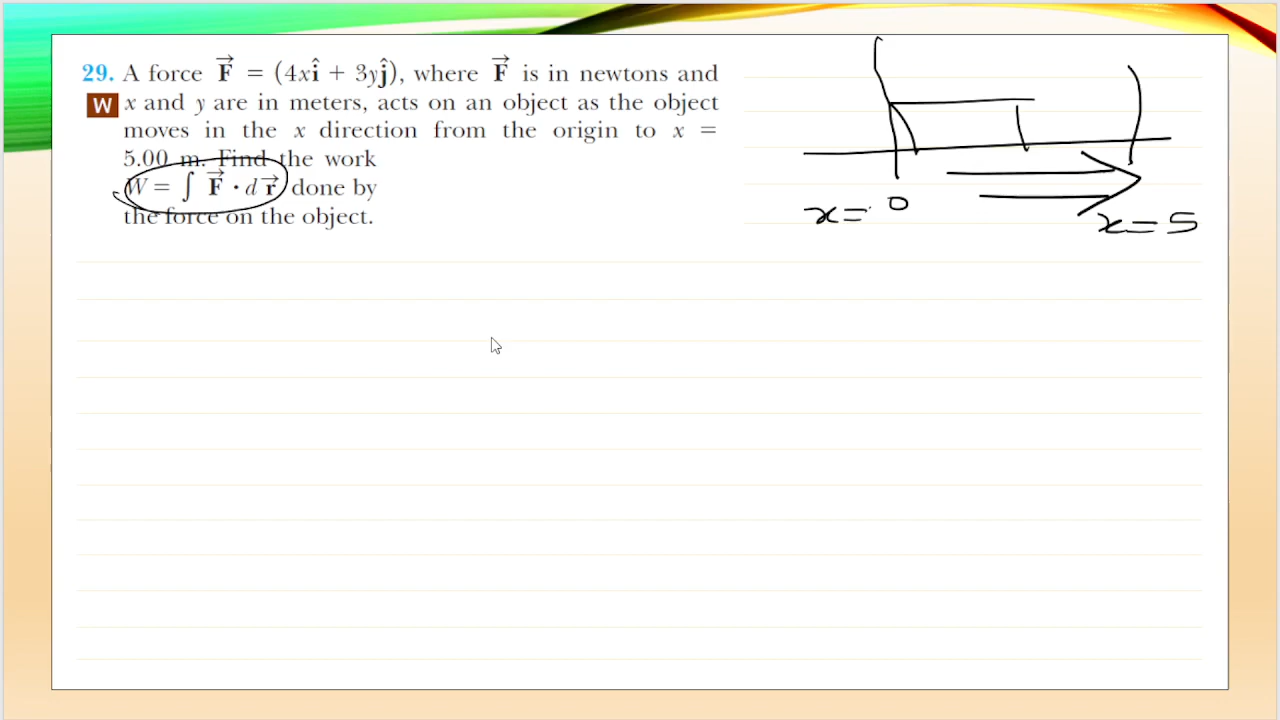 29. A force F⃗ = (4xî + 3yĵ), where F⃗ is in newtons and
W x and y are in meters, acts on an object as the object
moves in the x direction from the origin to x =
5.00 m. Find the work
W = ∫ F⃗ · d r⃗ done by
the force on the object.
x = 0
x = 5